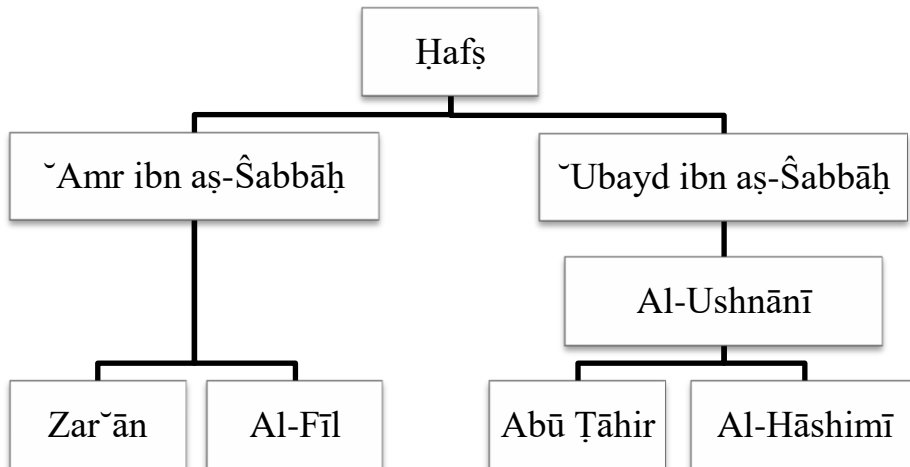 Ḥafṣ
˘Amr ibn aṣ-Ŝabbāḥ
˘Ubayd ibn aṣ-Ŝabbāḥ
Al-Ushnānī
Zar˘ān
Al-Fīl
Abū Ṭāhir
Al-Hāshimī